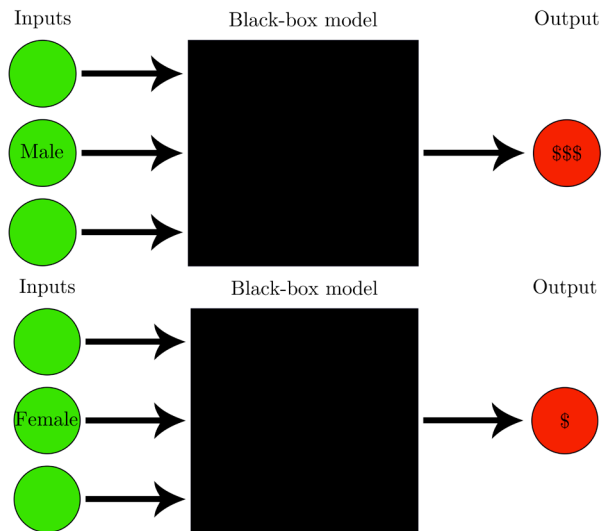 Inputs
Black-box model
Output
Male
$$$
Inputs
Black-box model
Output
Female
$